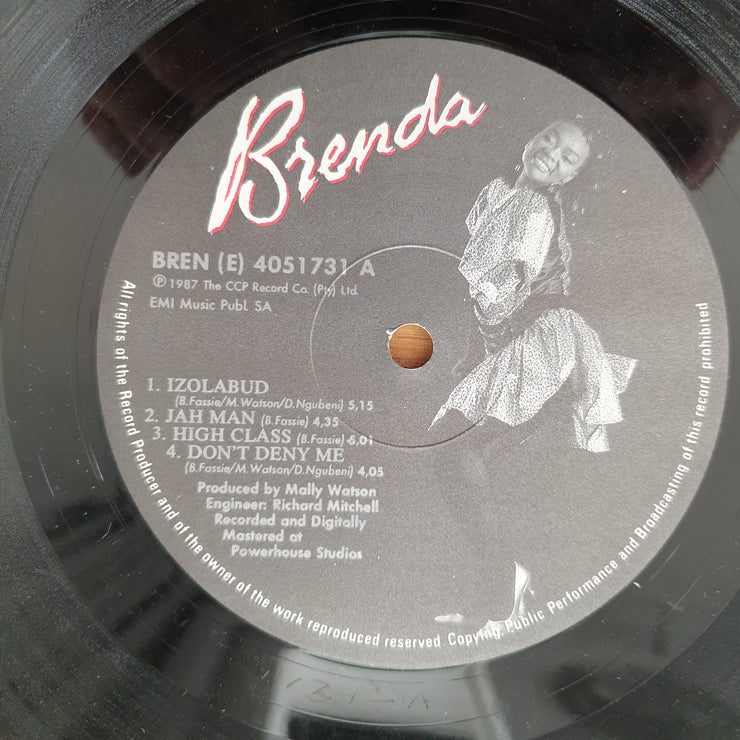 Brenda
BREN (E) 4051731 A
℗ 1987 The CCP Record Co. (Pty) Ltd.
EMI Music Publ. SA
1. IZOLABUD
(B.Fassie/M.Watson/D.Ngubeni) 5,15
2. JAH MAN (B.Fassie) 4,35
3. HIGH CLASS (B.Fassie) 5,01
4. DON'T DENY ME
(B.Fassie/M.Watson/D.Ngubeni) 4,05
Produced by Mally Watson
Engineer: Richard Mitchell
Recorded and Digitally
Mastered at
Powerhouse Studios
All rights of the Record Producer and of the owner of the work reproduced reserved. Copying, Public Performance and Broadcasting of this record prohibited